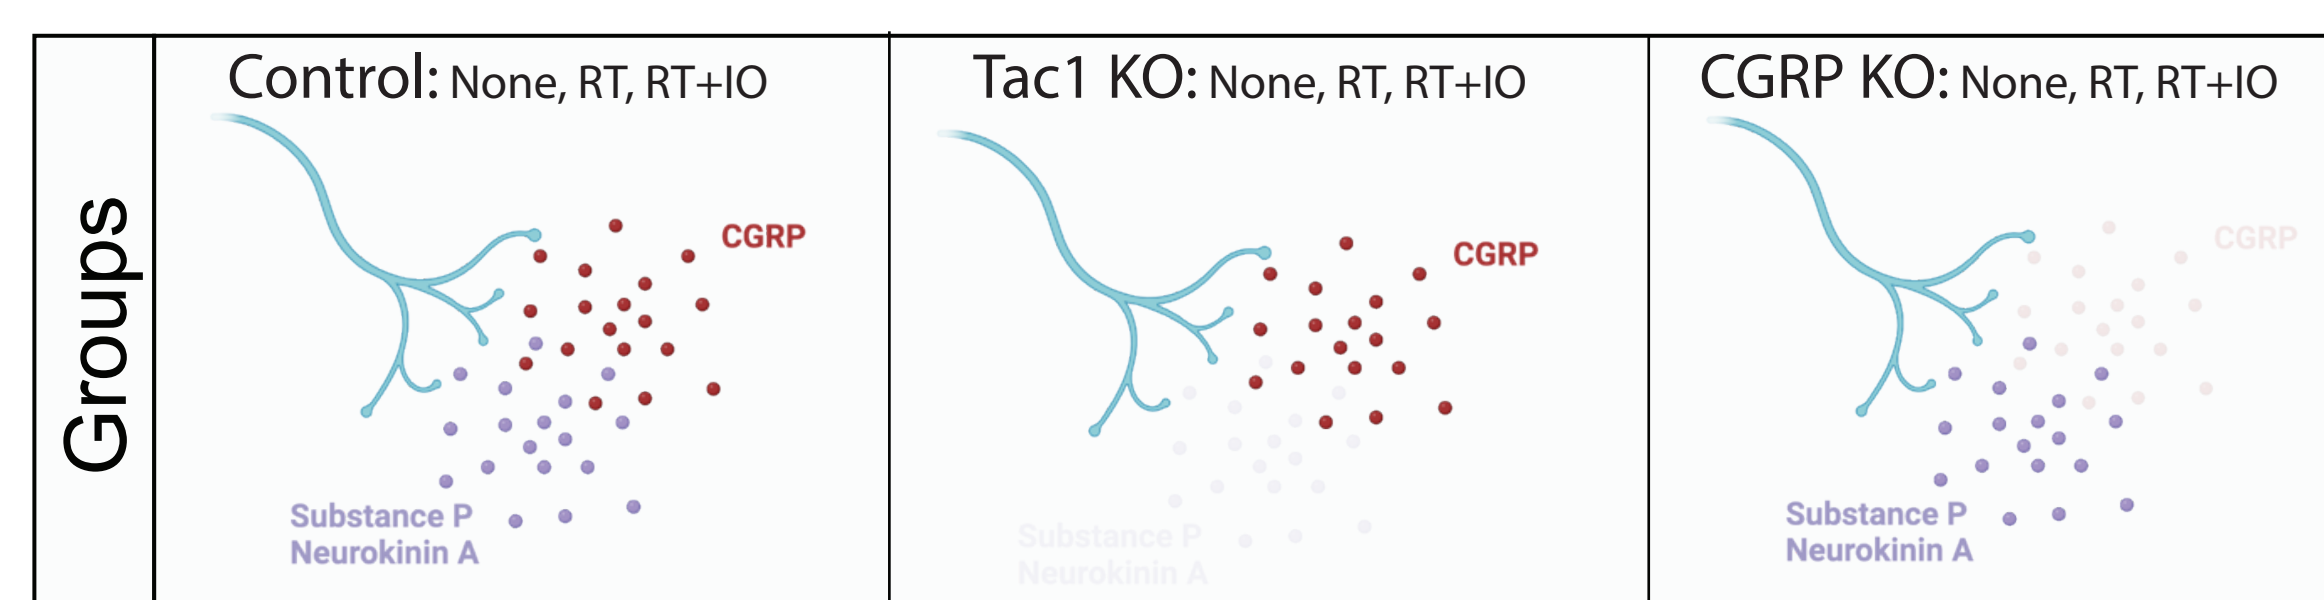 Groups
Control: None, RT, RT+IO
CGRP
Substance P
Neurokinin A
Tac1 KO: None, RT, RT+IO
CGRP
Substance P
Neurokinin A
CGRP KO: None, RT, RT+IO
CGRP
Substance P
Neurokinin A